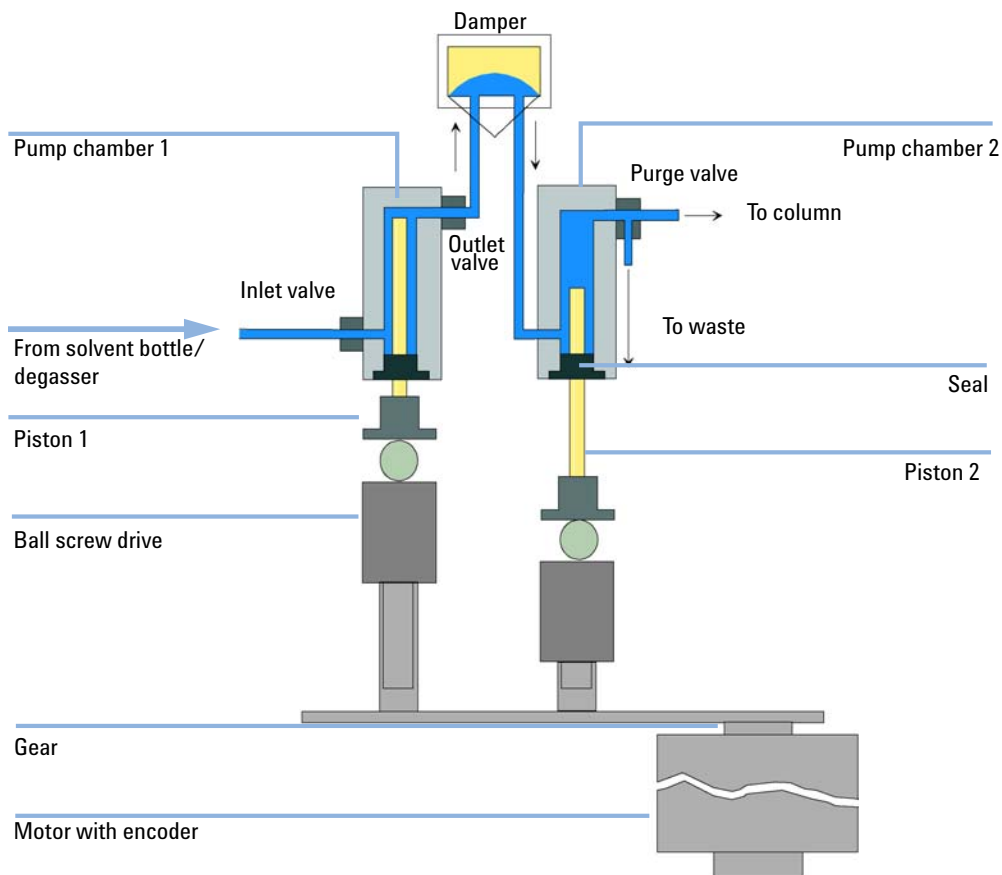 Damper
Pump chamber 1
Pump chamber 2
Purge valve
To column
Outlet
valve
Inlet valve
To waste
From solvent bottle/
degasser
Seal
Piston 1
Piston 2
Ball screw drive
Gear
Motor with encoder